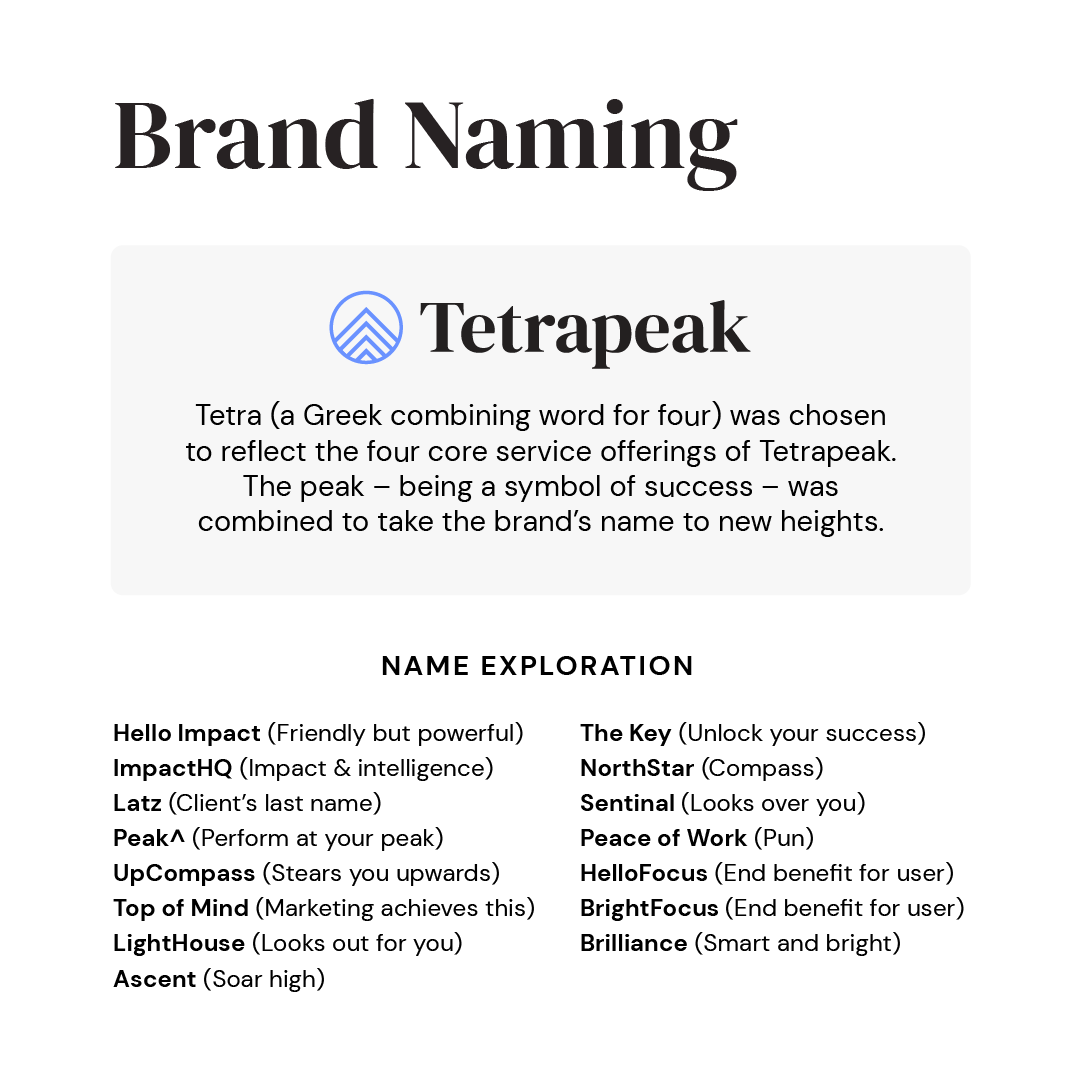 Brand Naming
Tetrapeak
Tetra (a Greek combining word for four) was chosen
to reflect the four core service offerings of Tetrapeak.
The peak – being a symbol of success – was
combined to take the brand’s name to new heights.
NAME EXPLORATION
Hello Impact (Friendly but powerful)
ImpactHQ (Impact & intelligence)
Latz (Client’s last name)
Peak^ (Perform at your peak)
UpCompass (Stears you upwards)
Top of Mind (Marketing achieves this)
LightHouse (Looks out for you)
Ascent (Soar high)
The Key (Unlock your success)
NorthStar (Compass)
Sentinal (Looks over you)
Peace of Work (Pun)
HelloFocus (End benefit for user)
BrightFocus (End benefit for user)
Brilliance (Smart and bright)